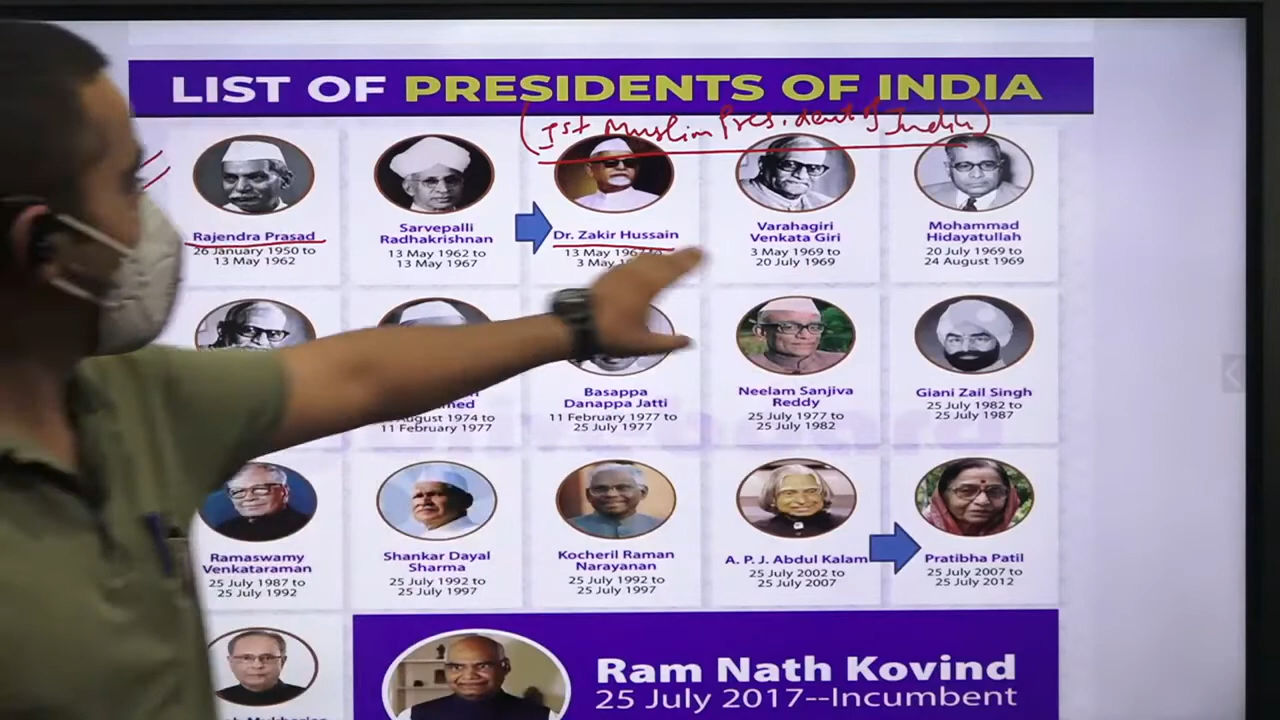 LIST OF PRESIDENTS OF INDIA
(Ist Muslim President of India)
Rajendra Prasad
26 January 1950 to
13 May 1962
Sarvepalli
Radhakrishnan
13 May 1962 to
13 May 1967
Dr. Zakir Hussain
13 May 1967 to
3 May
Varahagiri
Venkata Giri
3 May 1969 to
20 July 1969
Mohammad
Hidayatullah
20 July 1969 to
24 August 1969
August 1974 to
11 February 1977
Basappa
Danappa Jatti
11 February 1977 to
25 July 1977
Neelam Sanjiva
Reddy
25 July 1977 to
25 July 1982
Giani Zail Singh
25 July 1982 to
25 July 1987
Ramaswamy
Venkataraman
25 July 1987 to
25 July 1992
Shankar Dayal
Sharma
25 July 1992 to
25 July 1997
Kocheril Raman
Narayanan
25 July 1992 to
25 July 1997
A. P. J. Abdul Kalam
25 July 2002 to
25 July 2007
Pratibha Patil
25 July 2007 to
25 July 2012
Ram Nath Kovind
25 July 2017--Incumbent